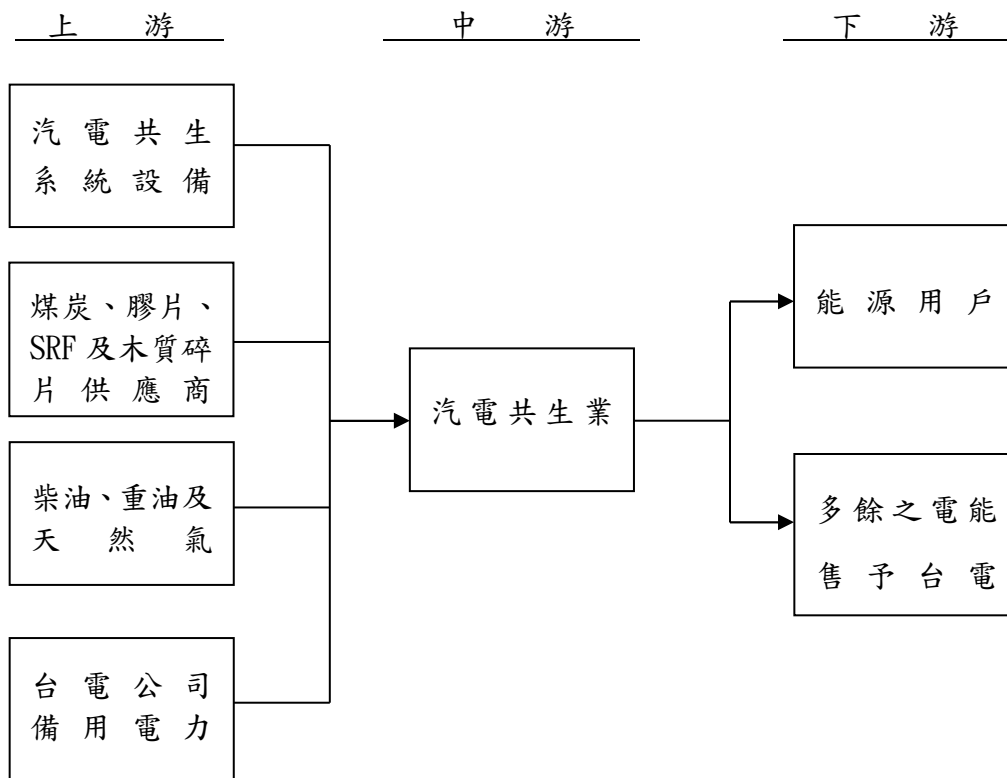 上游
中游
下游
汽電共生
系統設備
煤炭、膠片、
SRF及木質碎
片供應商
柴油、重油及
天然氣
台電公司
備用電力
汽電共生業
能源用戶
多餘之電能
售予台電